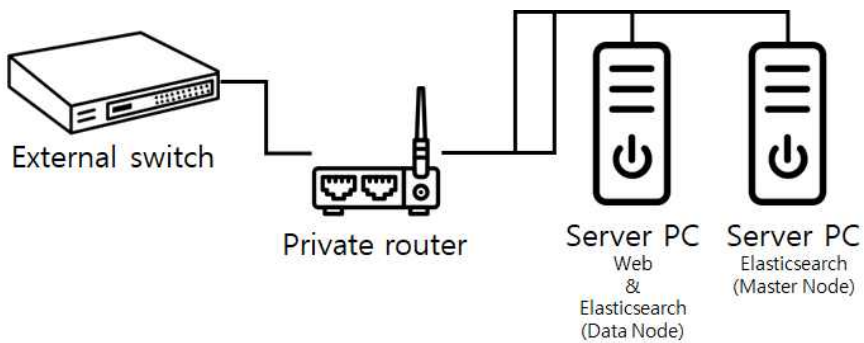 External switch
Private router
Server PC
Web
&
Elasticsearch
(Data Node)
Server PC
Elasticsearch
(Master Node)